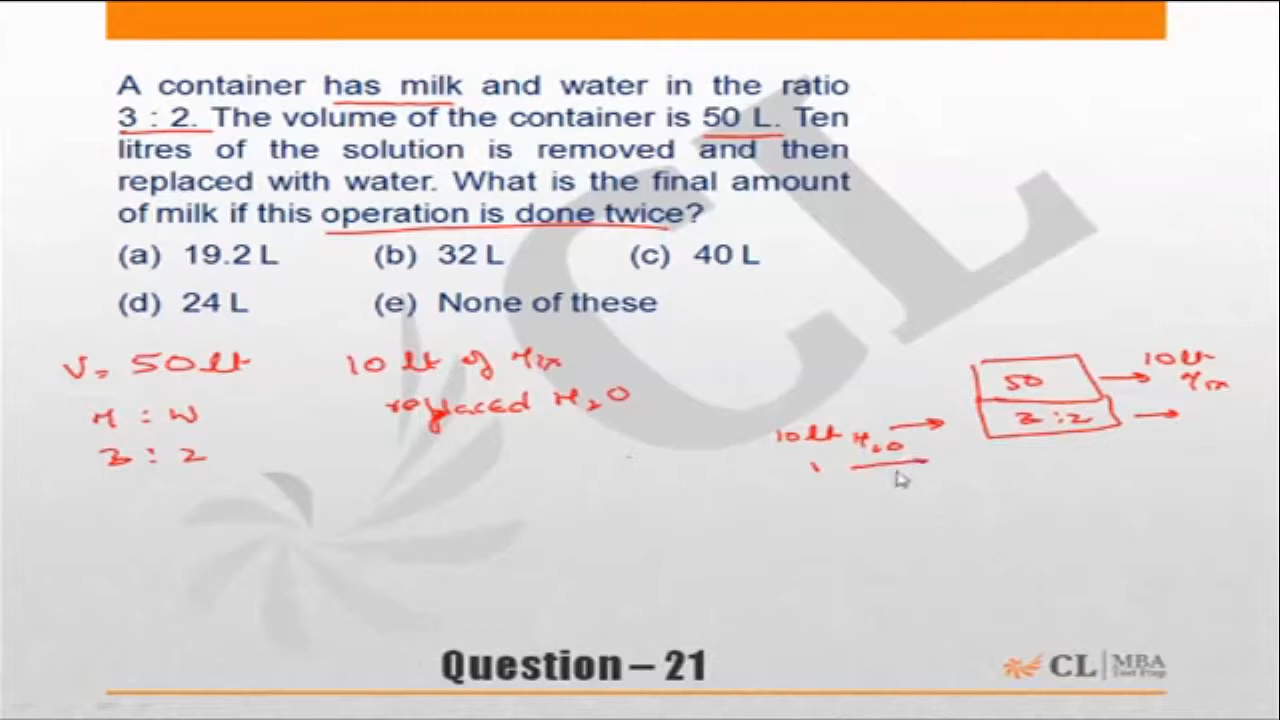 A container has milk and water in the ratio
3 : 2. The volume of the container is 50 L. Ten
litres of the solution is removed and then
replaced with water. What is the final amount
of milk if this operation is done twice?
(a) 19.2 L (b) 32 L (c) 40 L
(d) 24 L (e) None of these
V = 50 lt
M : W
3 : 2
10 lt of Mix
replaced H2O
50
3 : 2
10 lt
Mix
10 lt H2O
CL
Question – 21
CL MBA
Test Prep